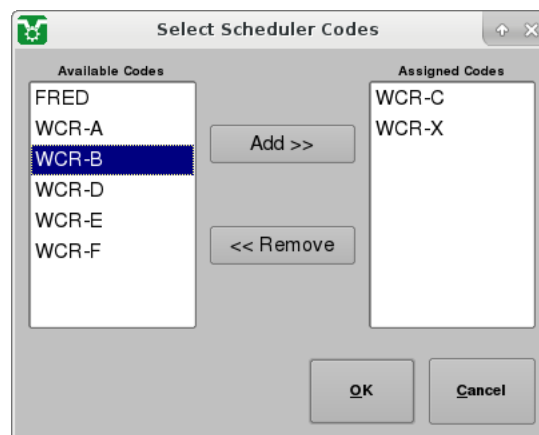 Select Scheduler Codes
Available Codes
FRED
WCR-A
WCR-B
WCR-D
WCR-E
WCR-F
Add >>
<< Remove
Assigned Codes
WCR-C
WCR-X
OK
Cancel